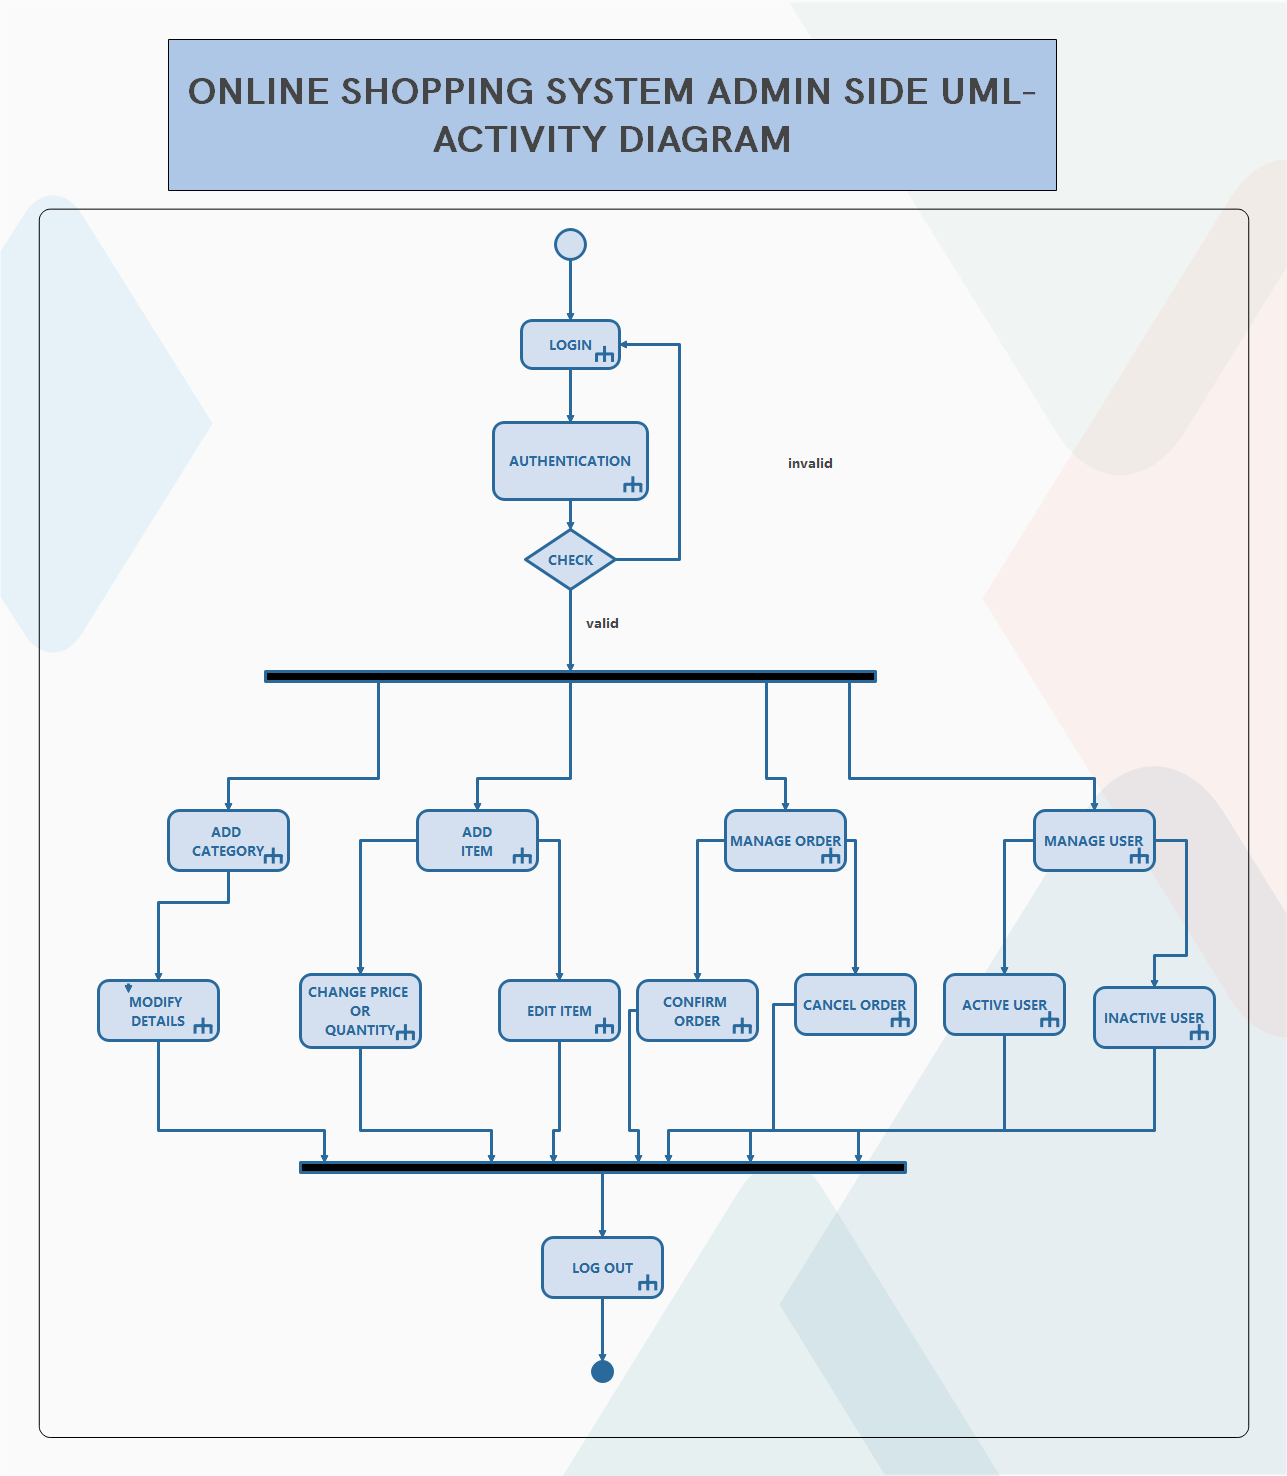 ONLINE SHOPPING SYSTEM ADMIN SIDE UML-
ACTIVITY DIAGRAM
LOGIN
AUTHENTICATION
invalid
CHECK
valid
ADD
CATEGORY
ADD
ITEM
MANAGE ORDER
MANAGE USER
MODIFY
DETAILS
CHANGE PRICE
OR
QUANTITY
EDIT ITEM
CONFIRM
ORDER
CANCEL ORDER
ACTIVE USER
INACTIVE USER
LOG OUT